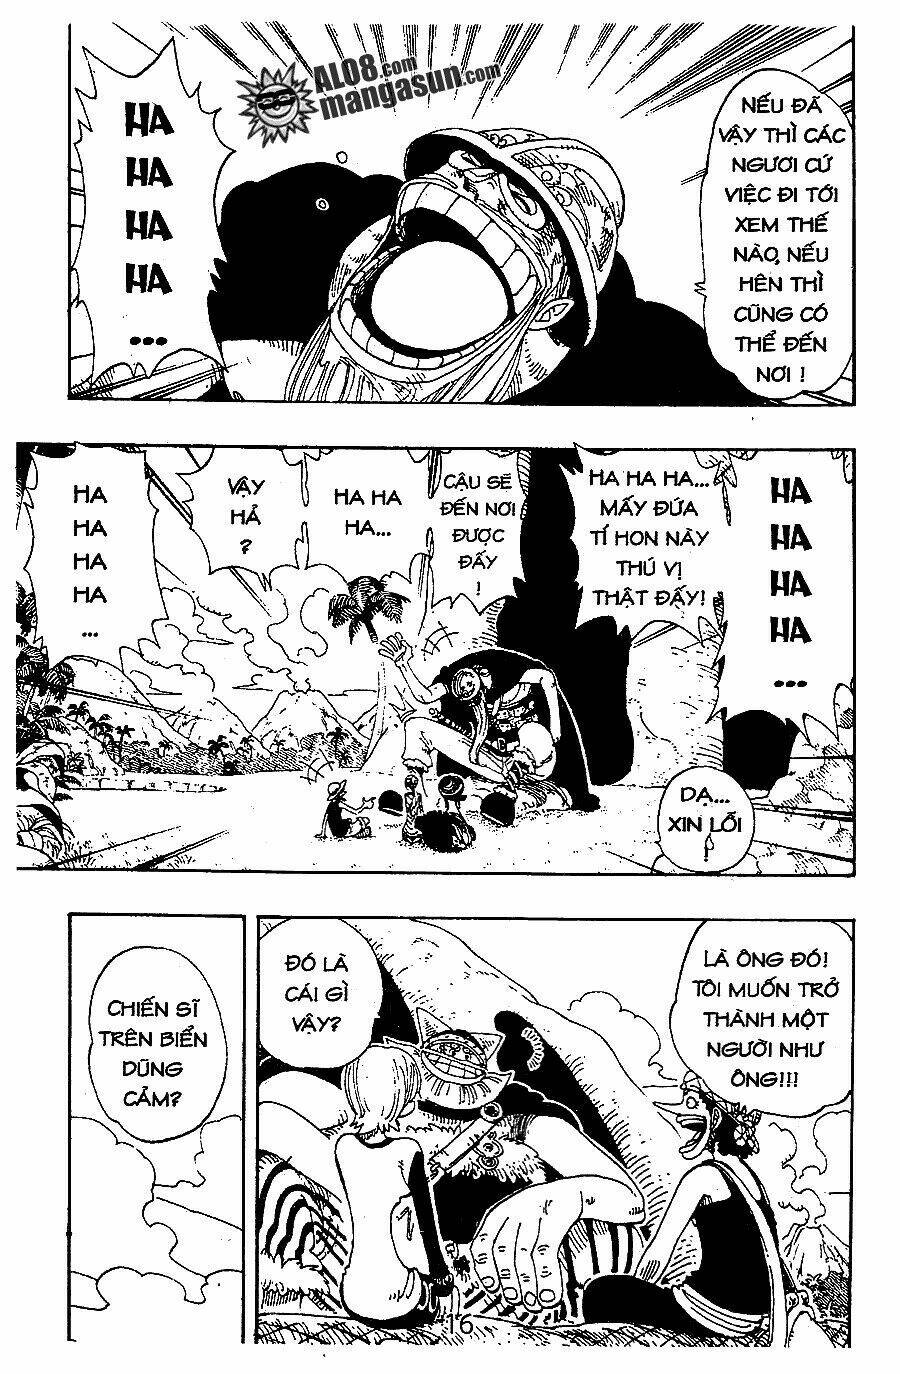 AL08.com
mangasun.com
NẾU ĐÃ
VẬY THÌ CÁC
NGƯƠI CỨ
VIỆC ĐI TỚI
XEM THẾ
NÀO, NẾU
HÊN THÌ
CŨNG CÓ
THỂ ĐẾN
NƠI !
HA
HA
HA
HA
...
HA
HA
HA
HA
...
HA HA HA...
MẤY ĐỨA
TÍ HON NÀY
THÚ VỊ
THẬT ĐẤY!
CẬU SẼ
ĐẾN NƠI
ĐƯỢC
ĐẤY
!
HA HA
HA...
VẬY
HẢ
?
HA
HA
HA
HA
...
DẠ...
XIN LỖI
!
LÀ ÔNG ĐÓ!
TÔI MUỐN TRỞ
THÀNH MỘT
NGƯỜI NHƯ
ÔNG!!!
ĐÓ LÀ
CÁI GÌ
VẬY?
CHIẾN SĨ
TRÊN BIỂN
DŨNG
CẢM?
16